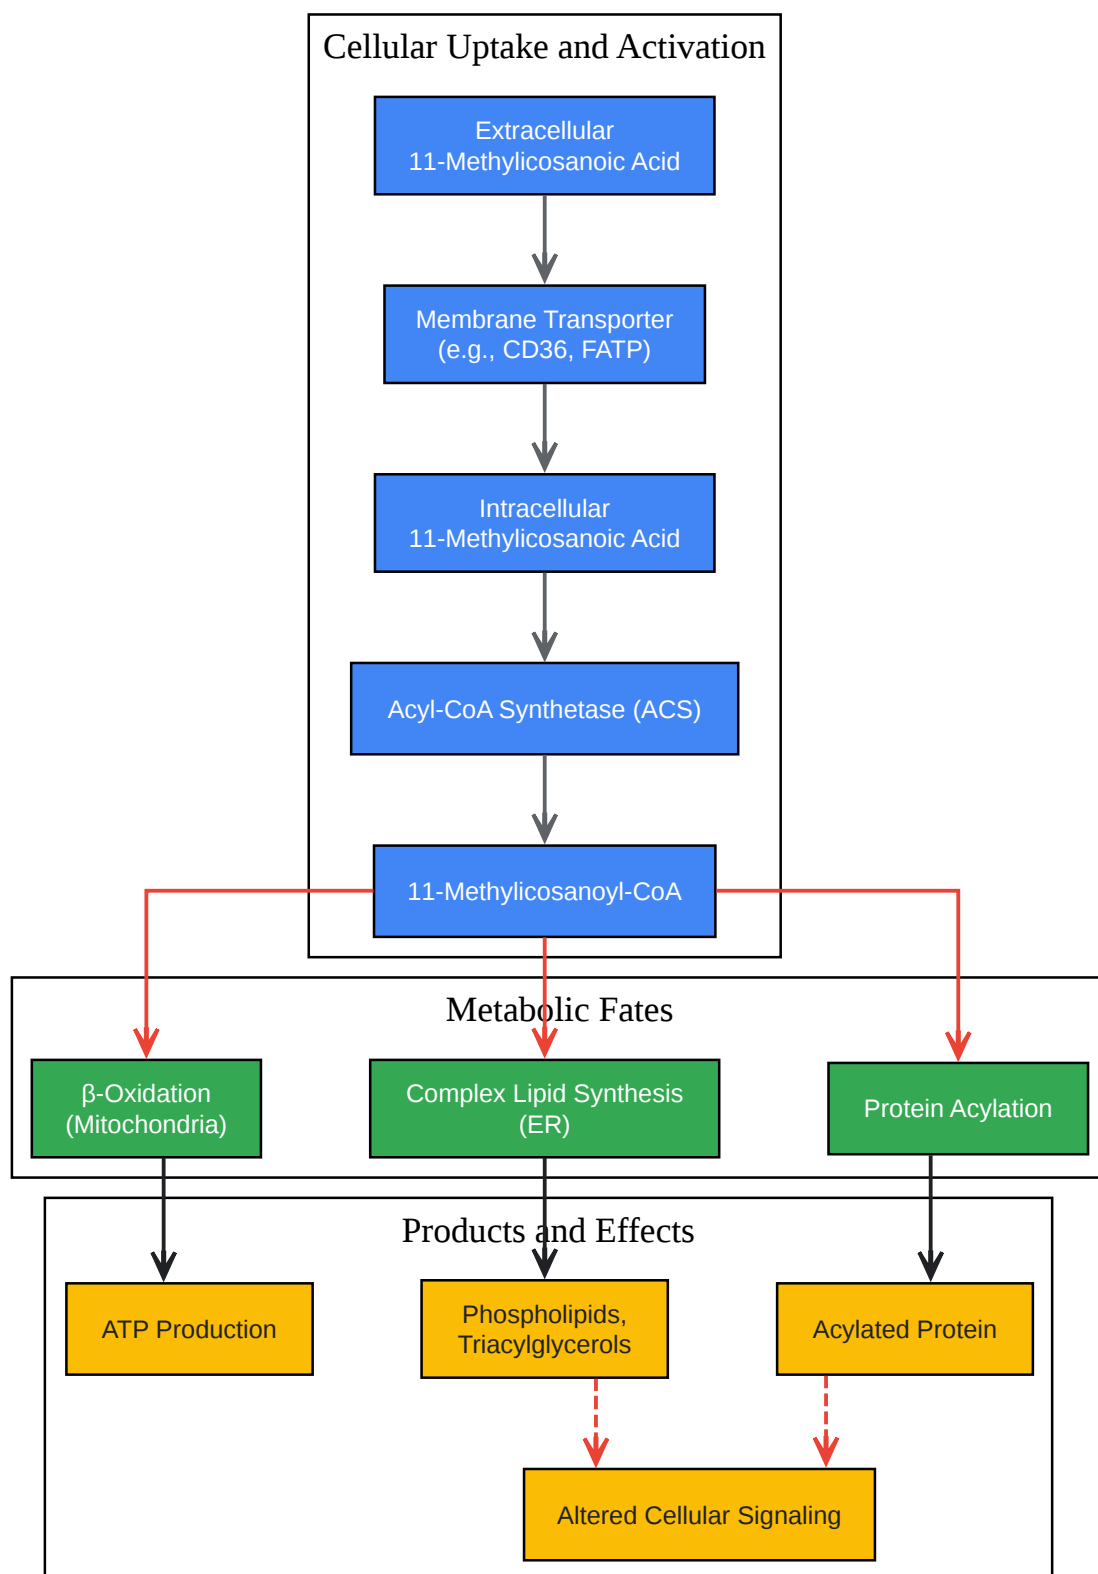 Cellular Uptake and Activation
Extracellular
11-Methylicosanoic Acid
Membrane Transporter
(e.g., CD36, FATP)
Intracellular
11-Methylicosanoic Acid
Acyl-CoA Synthetase (ACS)
11-Methylicosanoyl-CoA
Metabolic Fates
β-Oxidation
(Mitochondria)
Complex Lipid Synthesis
(ER)
Protein Acylation
Products and Effects
ATP Production
Phospholipids,
Triacylglycerols
Acylated Protein
Altered Cellular Signaling